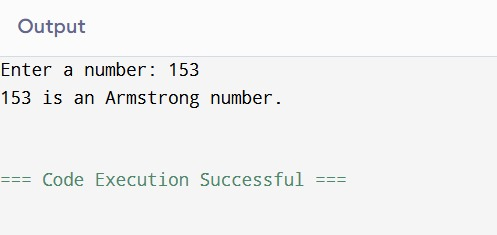 Output
Enter a number: 153
153 is an Armstrong number.
=== Code Execution Successful ===